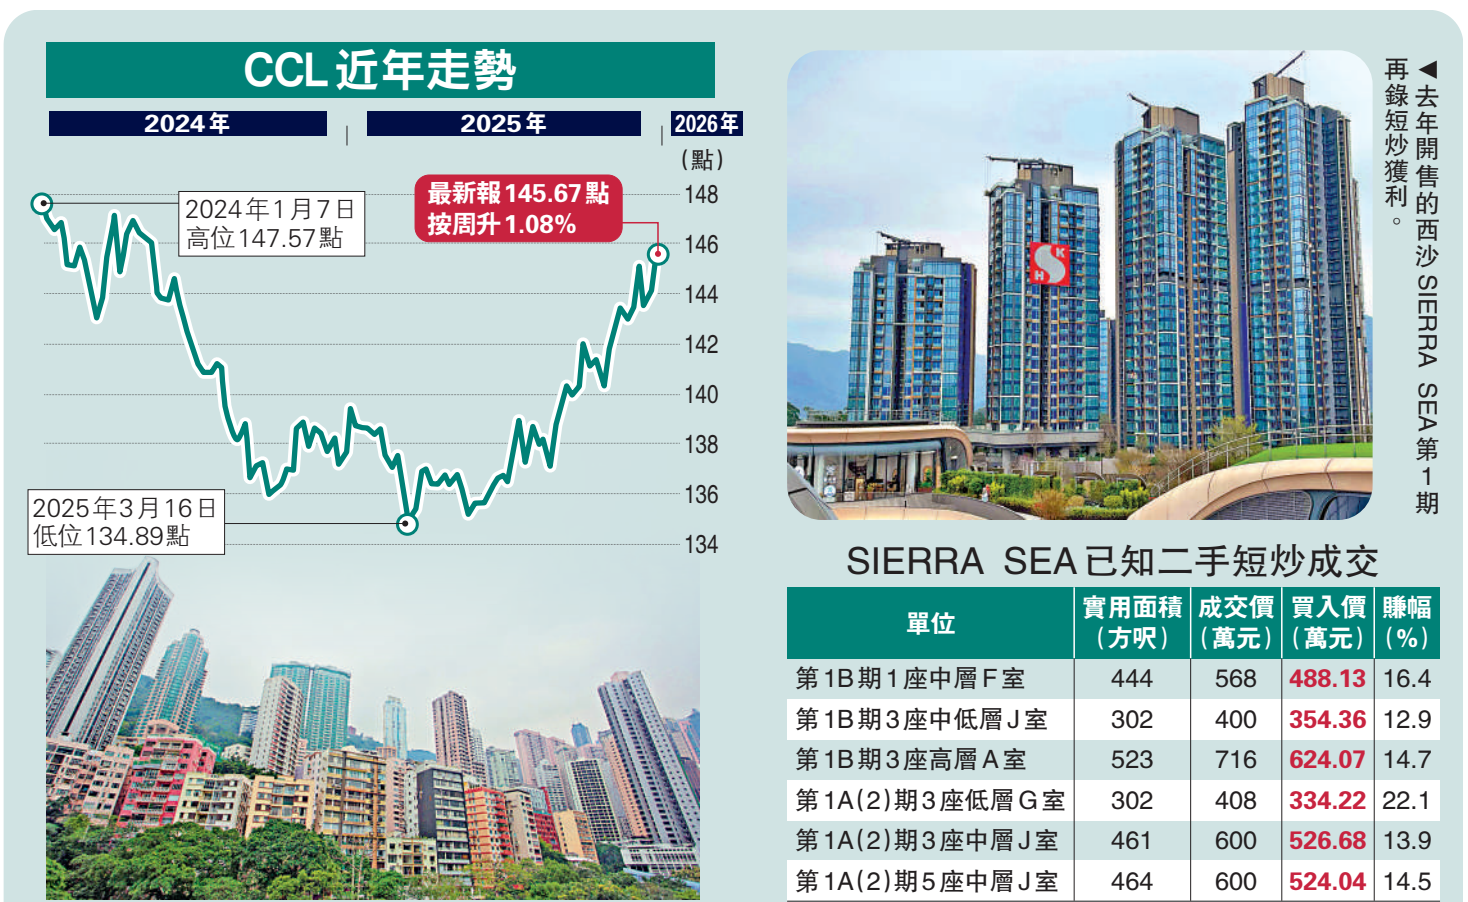 CCL近年走勢
2024年
2025年
2026年
(點)
148
146
144
142
140
138
136
134
2024年1月7日
高位147.57點
最新報145.67點
按周升1.08%
2025年3月16日
低位134.89點
◀去年開售的西沙SIERRA SEA第1期
再錄短炒獲利。
S
K
H
SIERRA SEA已知二手短炒成交
單位 實用面積(方呎) 成交價(萬元) 買入價(萬元) 賺幅(%)
第1B期1座中層F室 444 568 488.13 16.4
第1B期3座中低層J室 302 400 354.36 12.9
第1B期3座高層A室 523 716 624.07 14.7
第1A(2)期3座低層G室 302 408 334.22 22.1
第1A(2)期3座中層J室 461 600 526.68 13.9
第1A(2)期5座中層J室 464 600 524.04 14.5